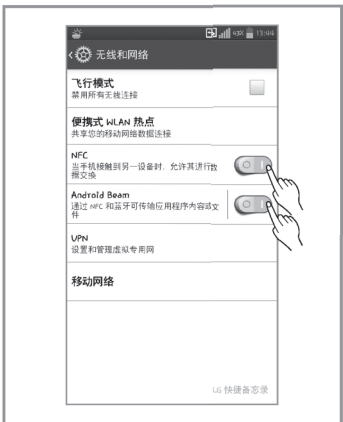 43% 13:44
无线和网络
飞行模式
禁用所有无线连接
便携式 WLAN 热点
共享您的移动网络数据连接
NFC
当手机接触到另一设备时，允许其进行数
据交换
Android Beam
通过 NFC 和蓝牙可传输应用程序内容或文
件
VPN
设置和管理虚拟专用网
移动网络
LG 快捷备忘录